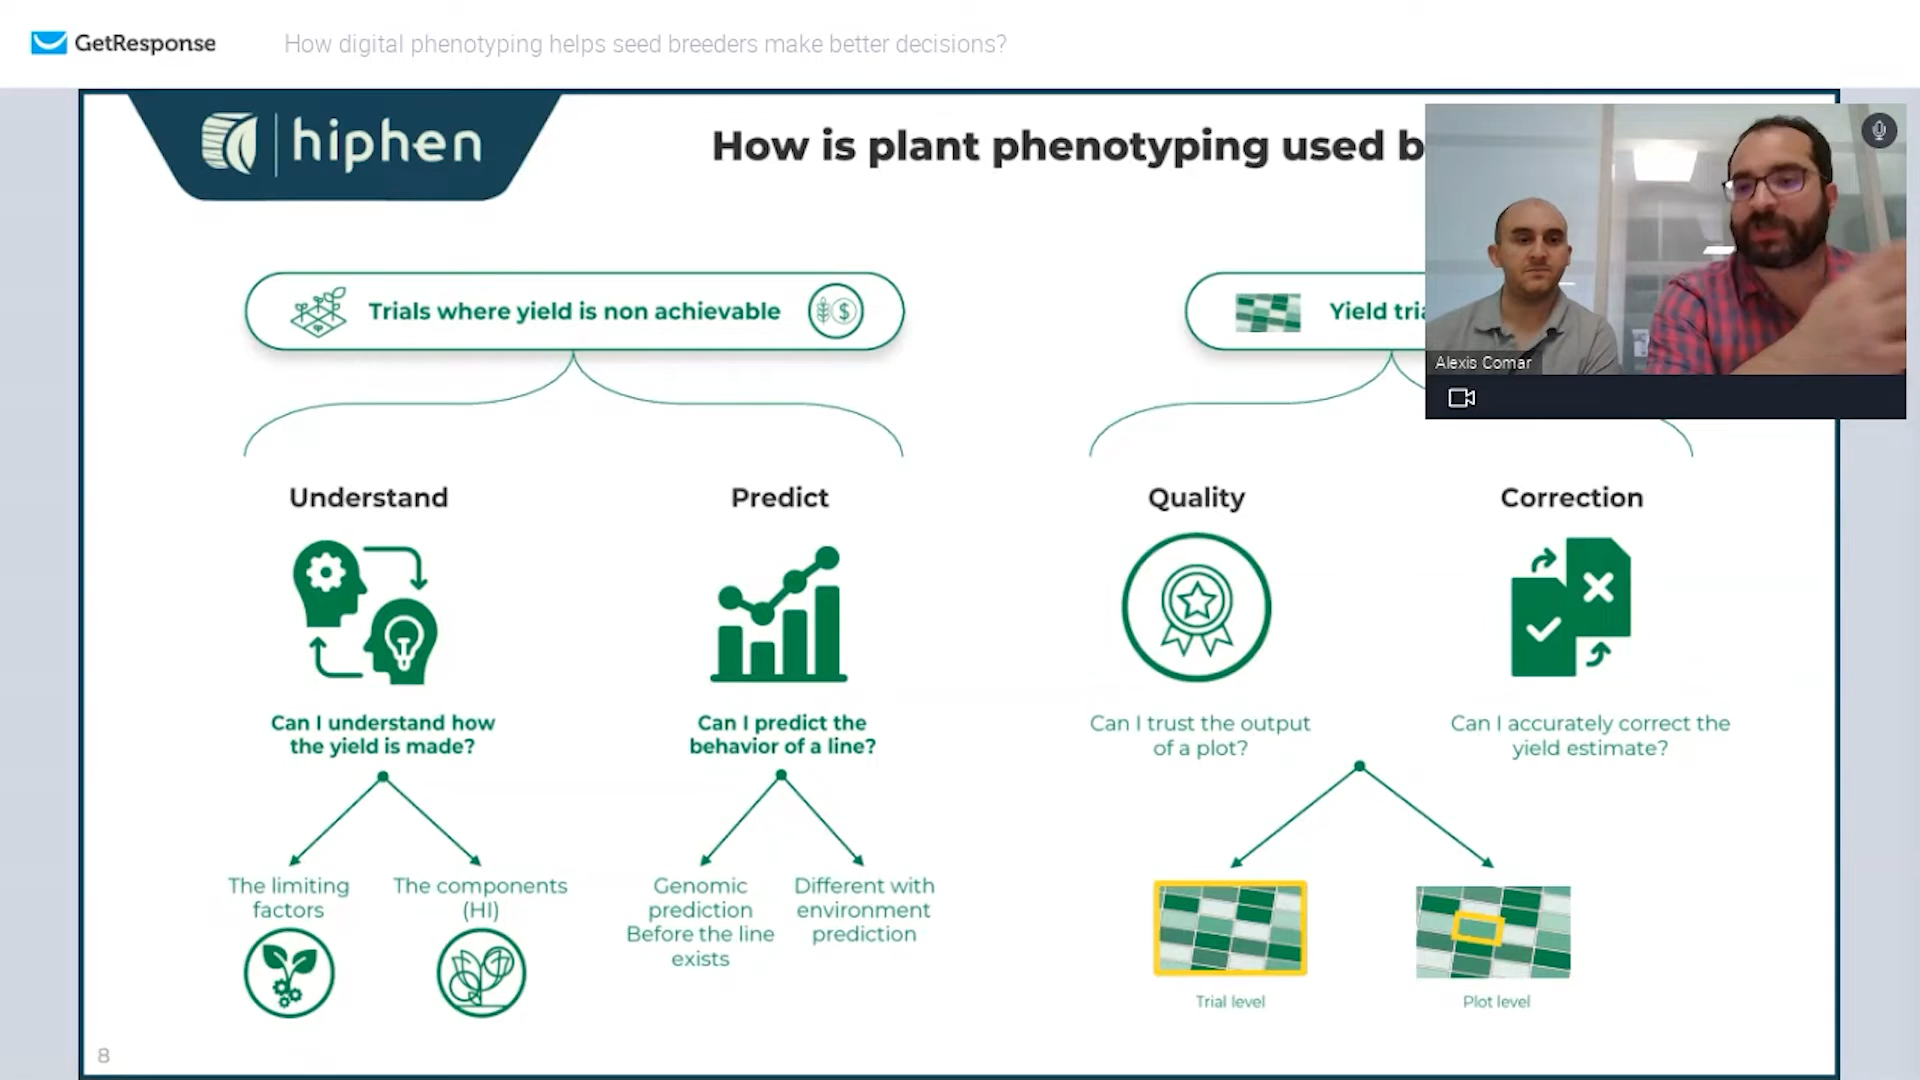 GetResponse
How digital phenotyping helps seed breeders make better decisions?
hiphen
How is plant phenotyping used b
Alexis Comar
Trials where yield is non achievable
$
Yield tria
Understand
Predict
Quality
Correction
Can I understand how
the yield is made?
Can I predict the
behavior of a line?
Can I trust the output
of a plot?
Can I accurately correct the
yield estimate?
The limiting
factors
The components
(HI)
Genomic
prediction
Before the line
exists
Different with
environment
prediction
Trial level
Plot level
8